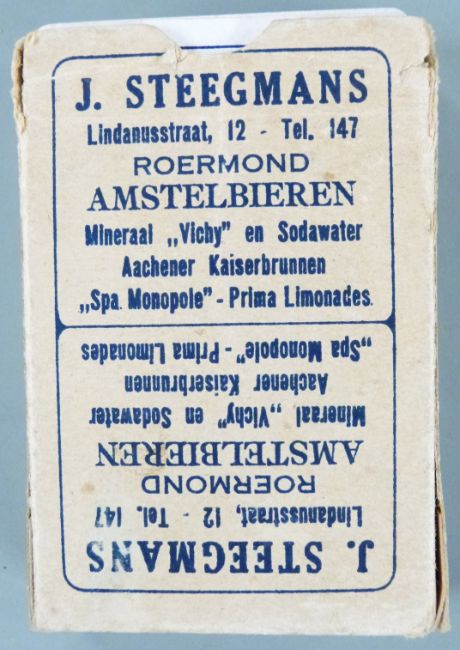 J. STEEGMANS
Lindanusstraat, 12 - Tel. 147
ROERMOND
AMSTELBIEREN
Mineraal „Vichy” en Sodawater
Aachener Kaiserbrunnen
„Spa. Monopole” - Prima Limonades.
J. STEEGMANS
Lindanusstraat, 12 - Tel. 147
ROERMOND
AMSTELBIEREN
Mineraal „Vichy” en Sodawater
Aachener Kaiserbrunnen
„Spa Monopole” - Prima Limonades